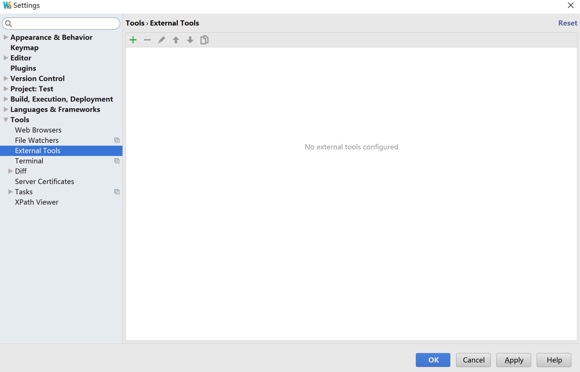 Settings
Tools › External Tools
Reset
Appearance & Behavior
Keymap
Editor
Plugins
Version Control
Project: Test
Build, Execution, Deployment
Languages & Frameworks
Tools
Web Browsers
File Watchers
External Tools
Terminal
Diff
Server Certificates
Tasks
XPath Viewer
No external tools configured
OK
Cancel
Apply
Help